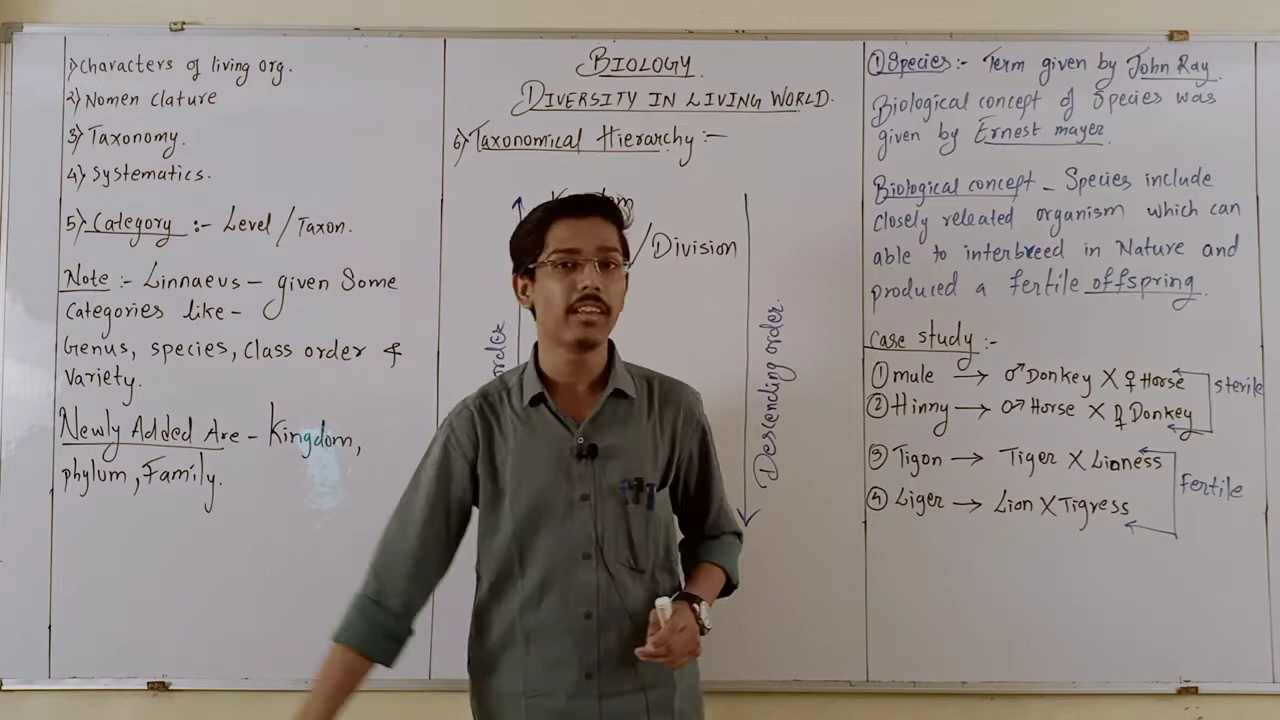 1) Characters of living org.
2) Nomen clature
3) Taxonomy.
4) Systematics.
5) Category :- Level / Taxon.
Note :- Linnaeus – given Some
Categories like –
Genus, species, Class order &
Variety.
Newly Added Are – Kingdom,
phylum, Family.
BIOLOGY.
DIVERSITY IN LIVING WORLD.
6) Taxonomical Hierarchy :-
/ Division
order
Descending order.
① Species :- Term given by John Ray.
Biological concept of Species was
given by Ernest mayer.
Biological concept – Species include
closely releated organism which can
able to interbreed in Nature and
produced a fertile offspring.
Case study :-
① mule → ♂ Donkey X ♀ Horse
② Hinny → ♂ Horse X ♀ Donkey
sterile
③ Tigon → Tiger X Lioness
④ Liger → Lion X Tigress
fertile